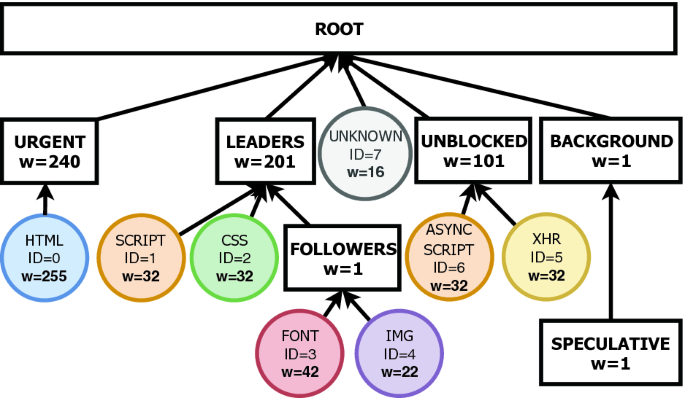 ROOT
URGENT
w=240
LEADERS
w=201
UNKNOWN
ID=7
w=16
UNBLOCKED
w=101
BACKGROUND
w=1
HTML
ID=0
w=255
SCRIPT
ID=1
w=32
CSS
ID=2
w=32
FOLLOWERS
w=1
ASYNC
SCRIPT
ID=6
w=32
XHR
ID=5
w=32
FONT
ID=3
w=42
IMG
ID=4
w=22
SPECULATIVE
w=1